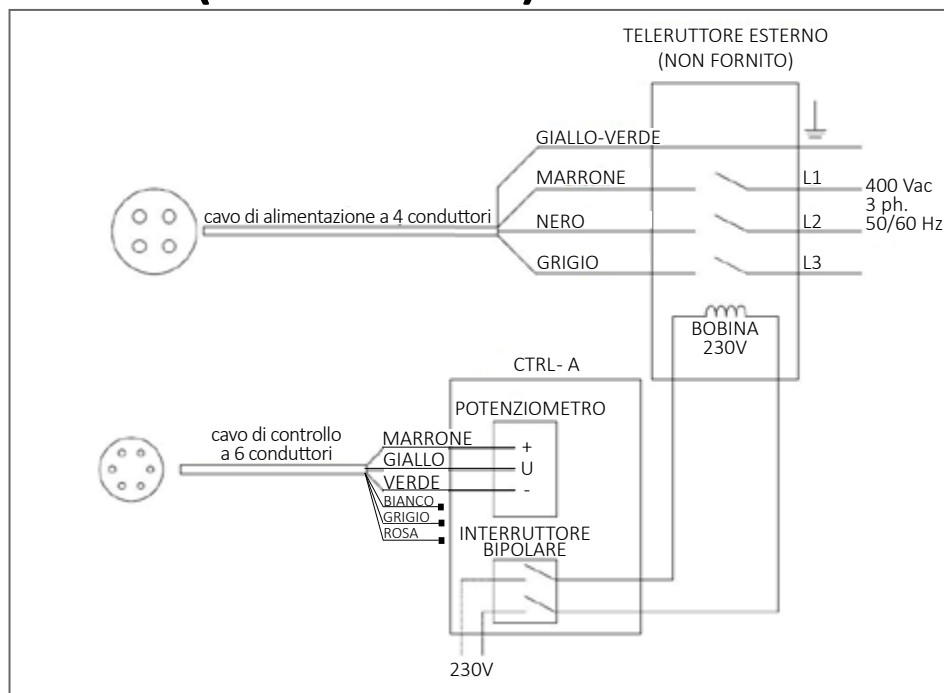 TELERUTTORE ESTERNO
(NON FORNITO)
GIALLO-VERDE
MARRONE
L1
400 Vac
3 ph.
50/60 Hz
cavo di alimentazione a 4 conduttori
NERO
L2
GRIGIO
L3
BOBINA
230V
CTRL- A
POTENZIOMETRO
cavo di controllo
a 6 conduttori
MARRONE
+
GIALLO
U
VERDE
-
BIANCO
GRIGIO
ROSA
INTERRUTTORE
BIPOLARE
230V